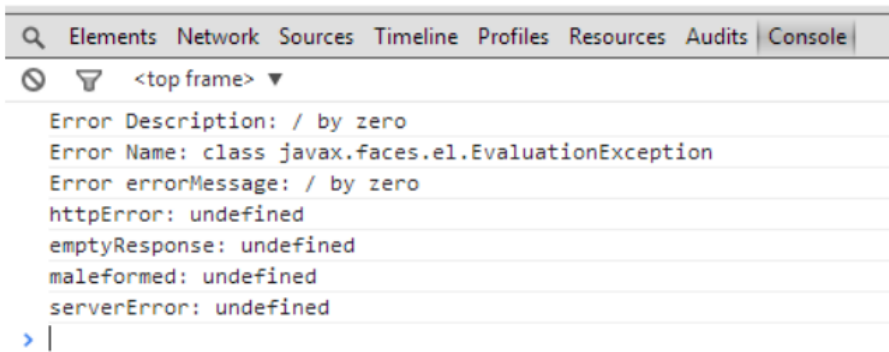 Elements Network Sources Timeline Profiles Resources Audits Console
<top frame> ▼
Error Description: / by zero
Error Name: class javax.faces.el.EvaluationException
Error errorMessage: / by zero
httpError: undefined
emptyResponse: undefined
maleformed: undefined
serverError: undefined
>